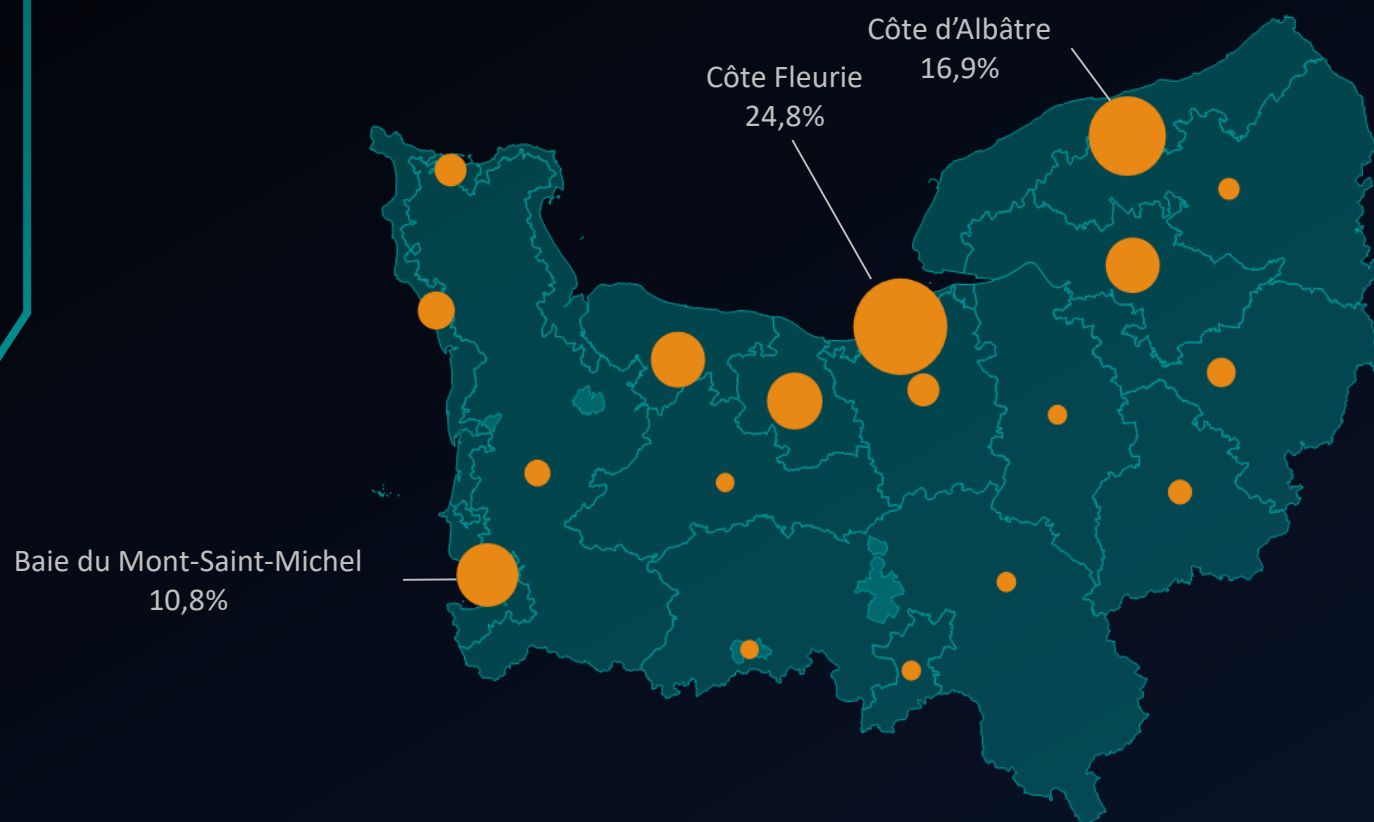 Côte d’Albâtre
16,9%
Côte Fleurie
24,8%
Baie du Mont-Saint-Michel
10,8%